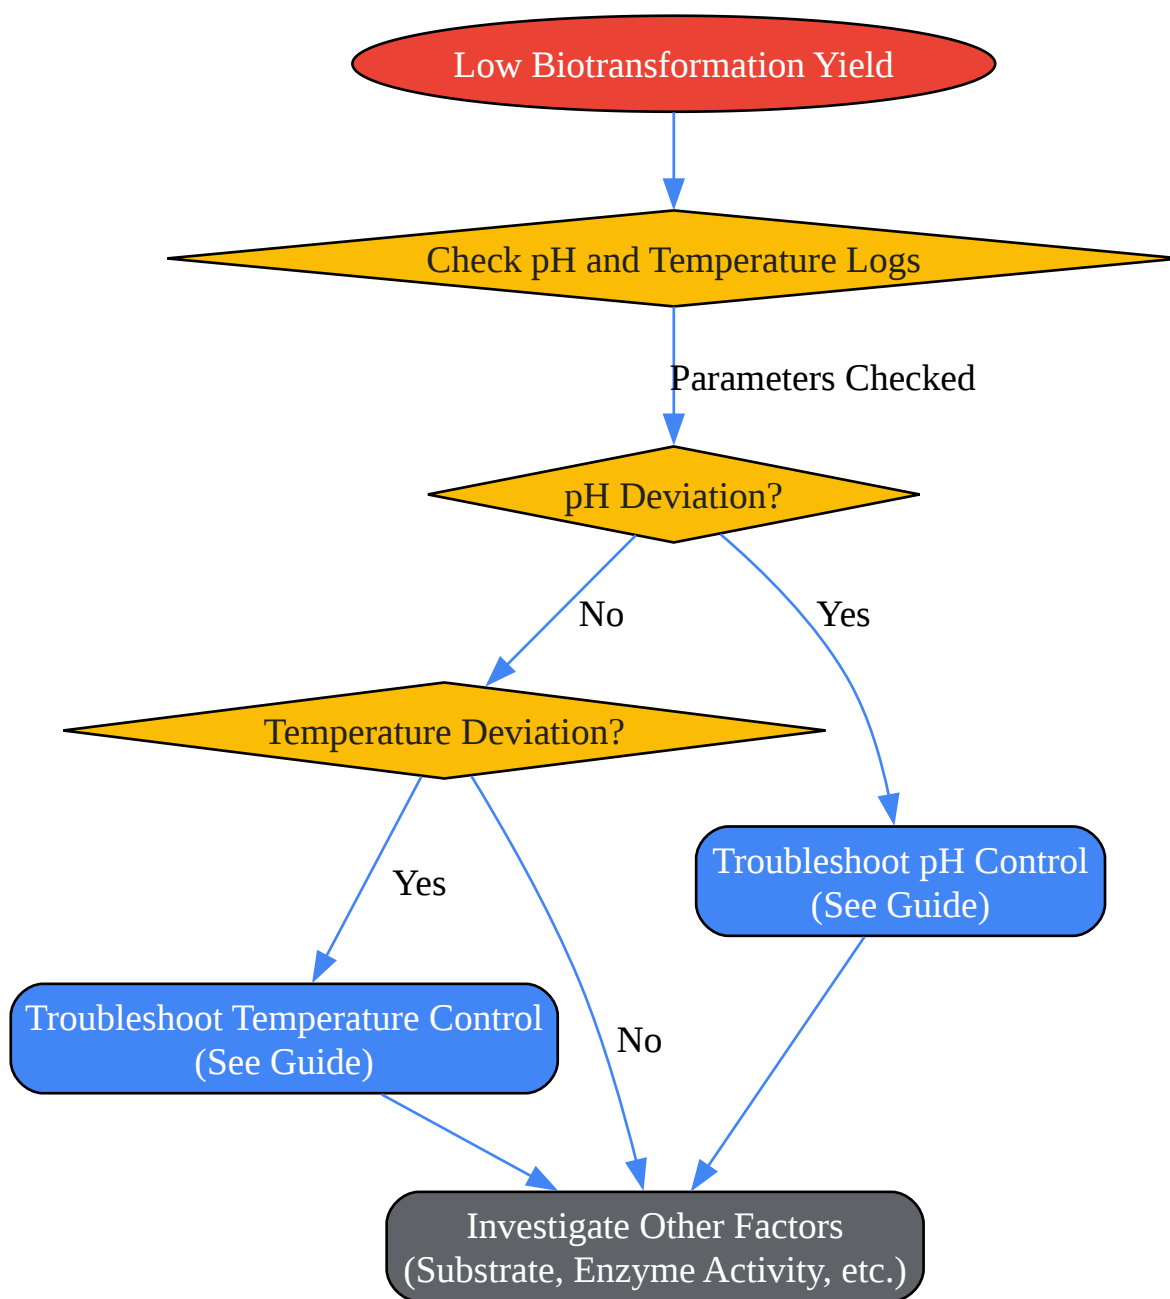 Low Biotransformation Yield
Check pH and Temperature Logs
Parameters Checked
pH Deviation?
No
Yes
Temperature Deviation?
Troubleshoot pH Control
(See Guide)
Yes
Troubleshoot Temperature Control
(See Guide)
No
Investigate Other Factors
(Substrate, Enzyme Activity, etc.)